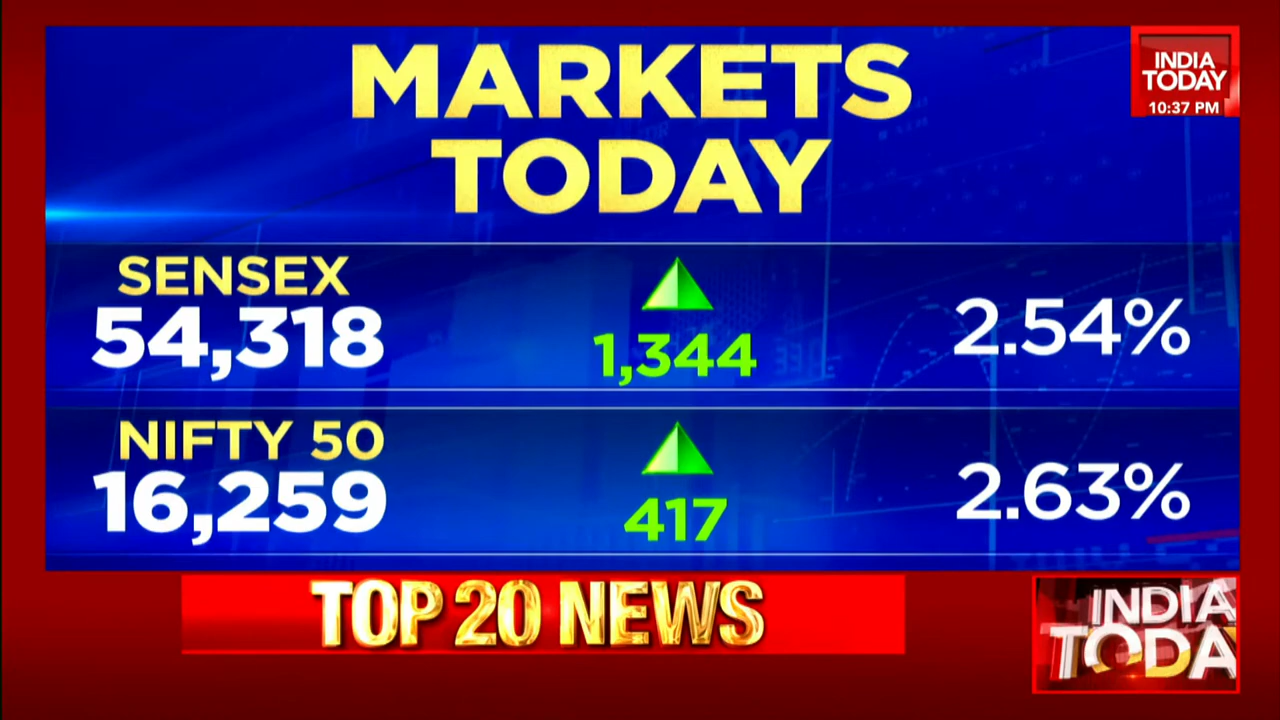 MARKETS
TODAY
INDIA
TODAY
10:37 PM
SENSEX
54,318
1,344
2.54%
NIFTY 50
16,259
417
2.63%
TOP 20 NEWS
INDIA
TODA